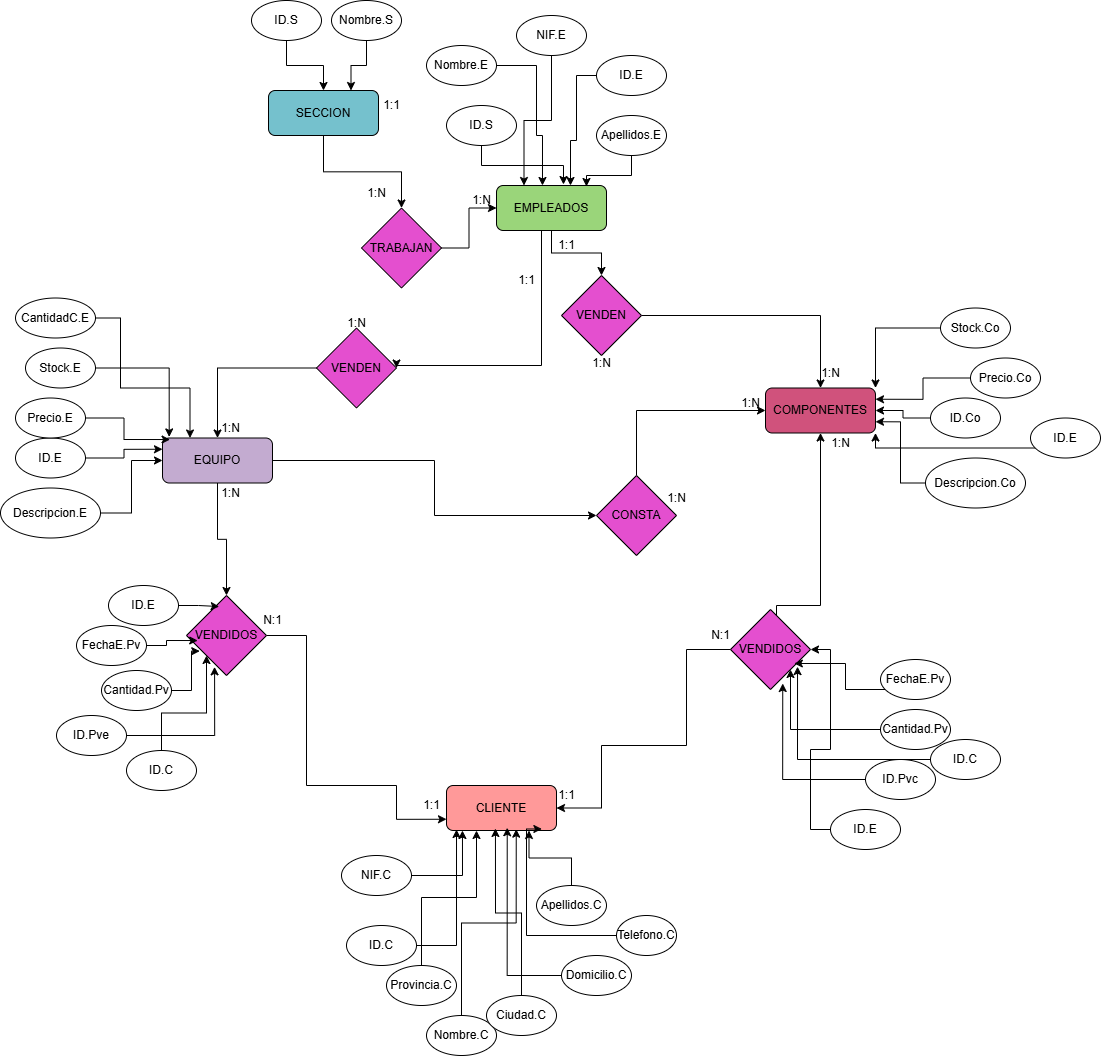 ID.S
Nombre.S
NIF.E
Nombre.E
ID.E
SECCION
1:1
ID.S
Apellidos.E
1:N
1:N
EMPLEADOS
TRABAJAN
1:1
1:1
CantidadC.E
1:N
VENDEN
Stock.Co
Stock.E
VENDEN
1:N
1:N
Precio.Co
1:N
COMPONENTES
Precio.E
1:N
ID.Co
ID.E
1:N
ID.E
EQUIPO
Descripcion.Co
1:N
1:N
Descripcion.E
CONSTA
ID.E
N:1
VENDIDOS
N:1
FechaE.Pv
VENDIDOS
FechaE.Pv
Cantidad.Pv
Cantidad.Pv
ID.Pve
ID.C
ID.C
ID.Pvc
1:1
1:1
CLIENTE
ID.E
NIF.C
Apellidos.C
Telefono.C
ID.C
Domicilio.C
Provincia.C
Ciudad.C
Nombre.C